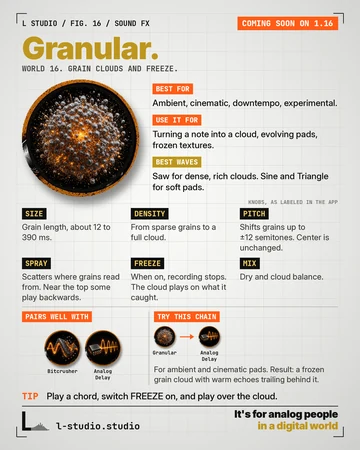 L STUDIO / FIG. 16 / SOUND FX
COMING SOON ON 1.16
Granular.
WORLD 16. GRAIN CLOUDS AND FREEZE.
BEST FOR
Ambient, cinematic, downtempo, experimental.
USE IT FOR
Turning a note into a cloud, evolving pads,
frozen textures.
BEST WAVES
Saw for dense, rich clouds. Sine and Triangle
for soft pads.
KNOBS, AS LABELED IN THE APP
SIZE
Grain length, about 12 to
390 ms.
DENSITY
From sparse grains to a
full cloud.
PITCH
Shifts grains up to
±12 semitones. Center is
unchanged.
SPRAY
Scatters where grains read
from. Near the top some
play backwards.
FREEZE
When on, recording stops.
The cloud plays on what it
caught.
MIX
Dry and cloud balance.
PAIRS WELL WITH
Bitcrusher
Analog
Delay
TRY THIS CHAIN
Granular
Analog
Delay
For ambient and cinematic pads. Result: a frozen
grain cloud with warm echoes trailing behind it.
TIP Play a chord, switch FREEZE on, and play over the cloud.
l-studio.studio
It's for analog people
in a digital world